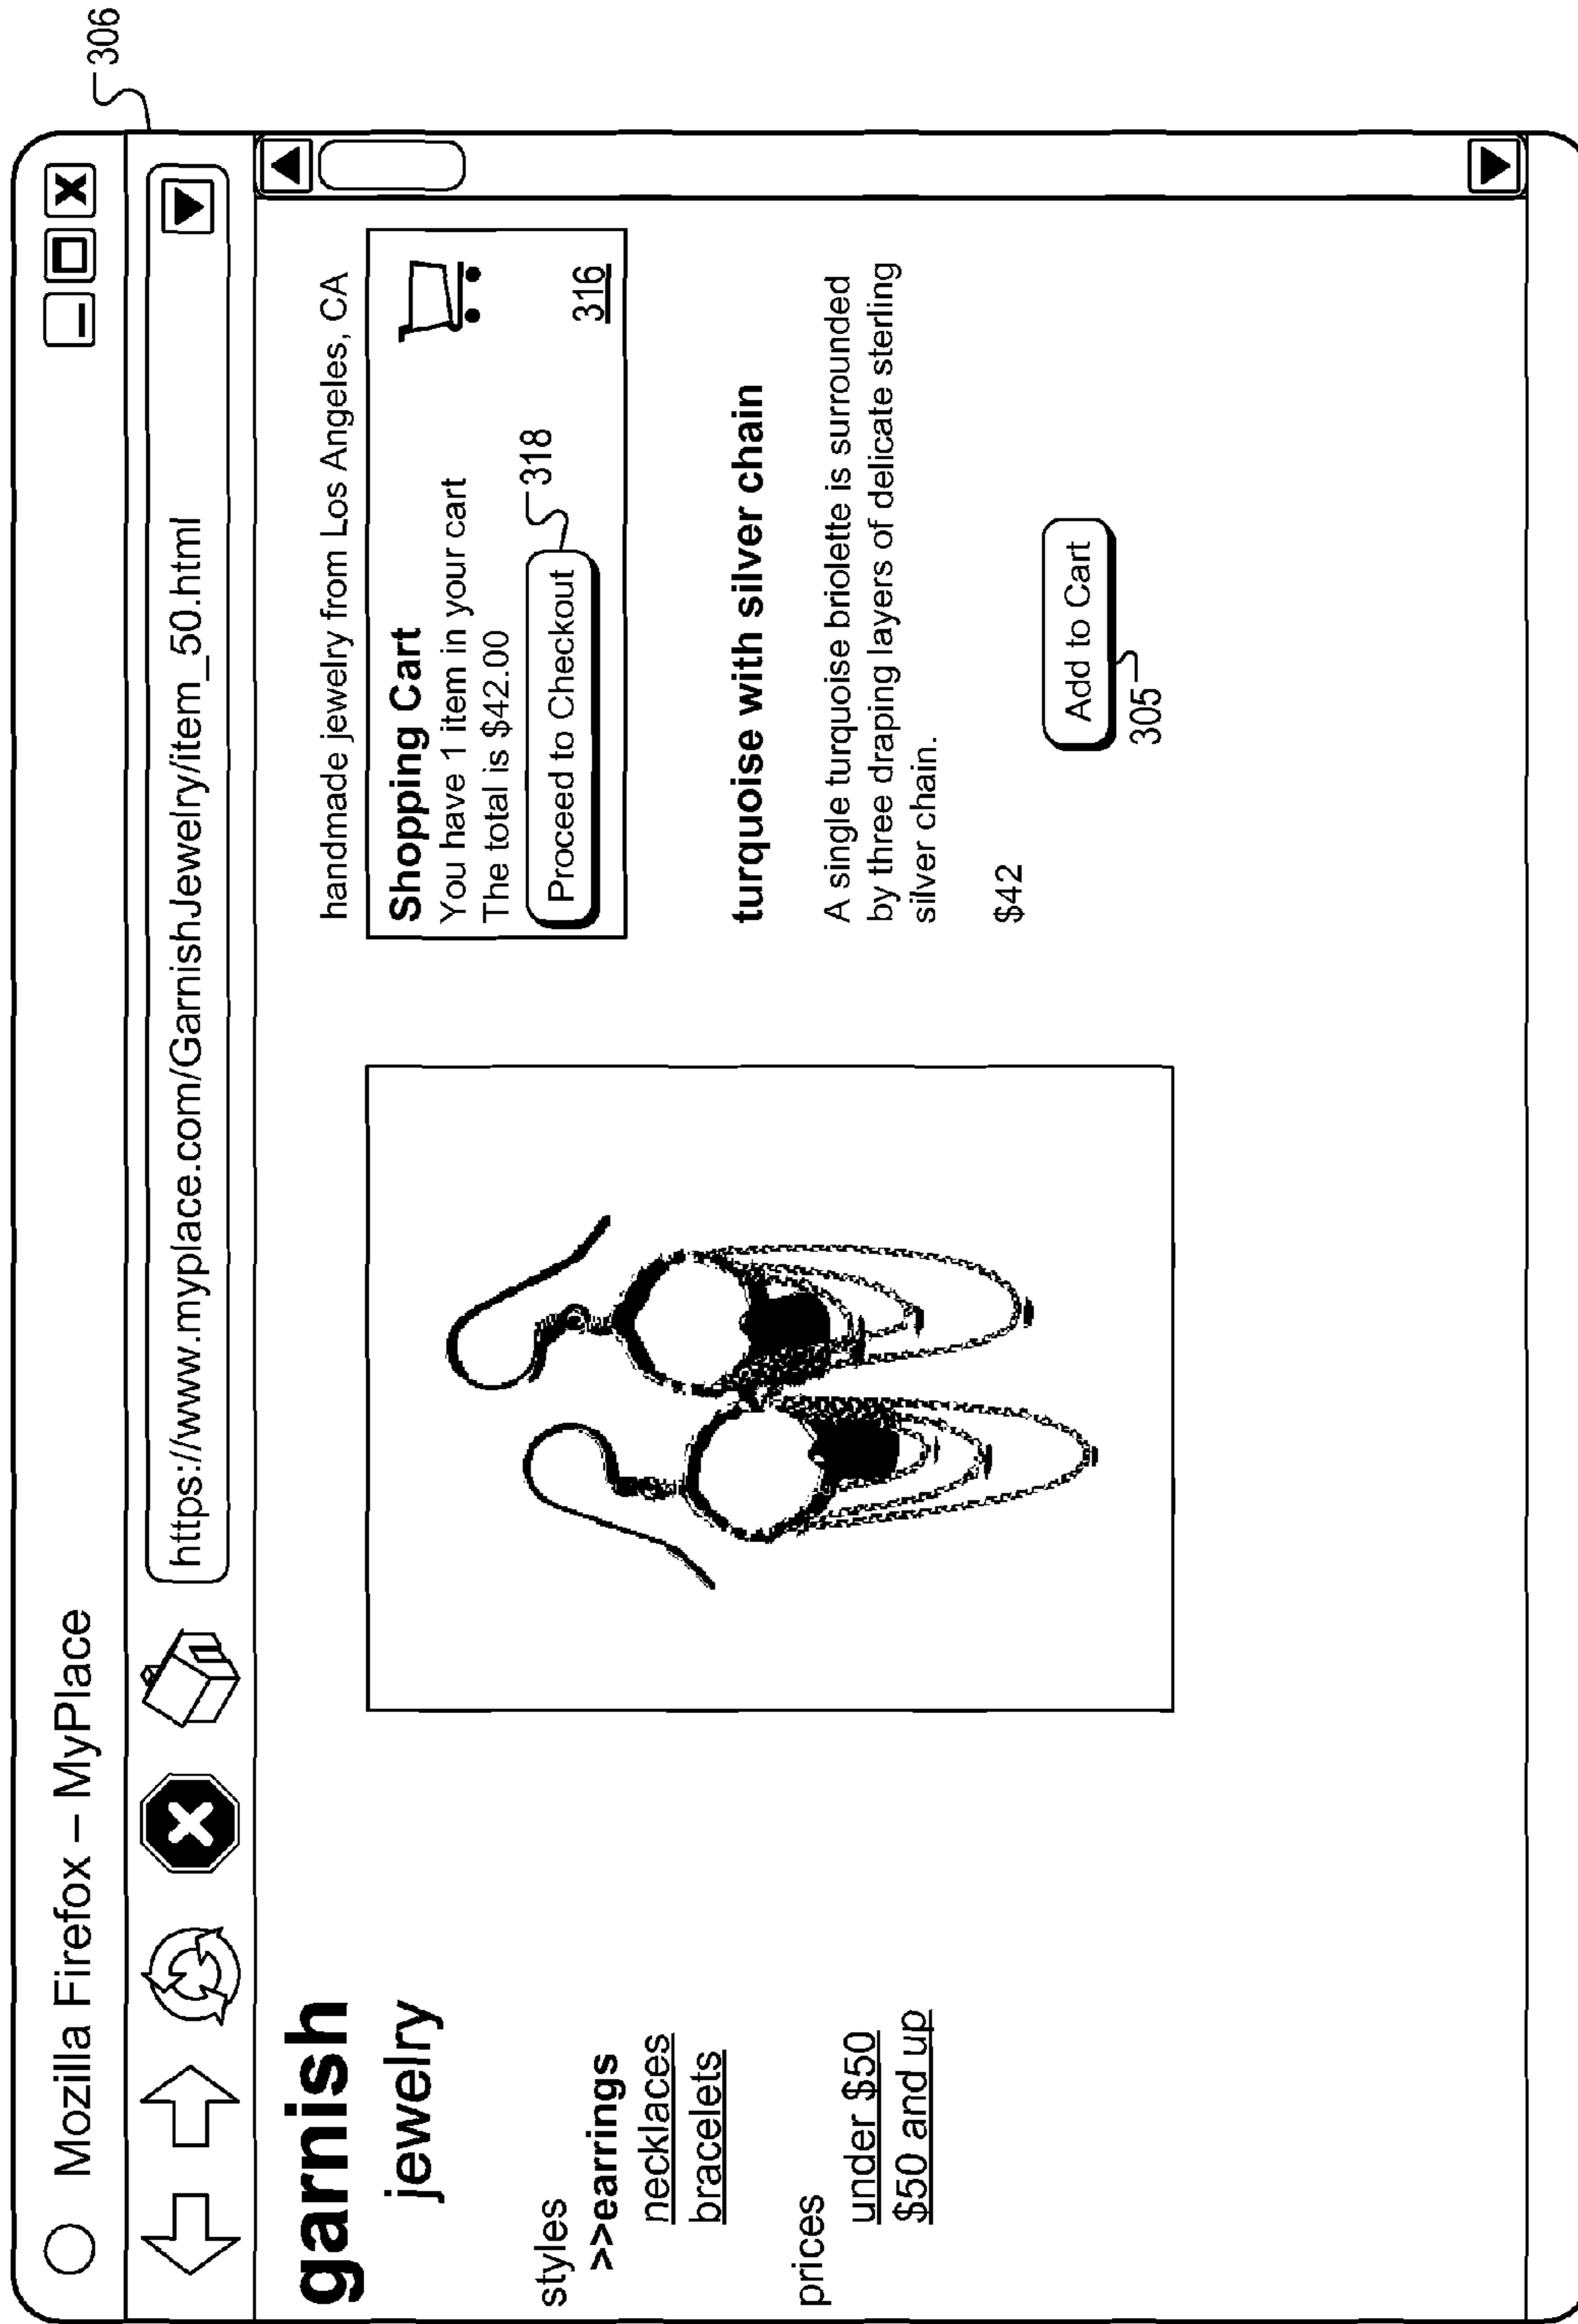 306
Mozilla Firefox – MyPlace
https://www.myplace.com/GarnishJewelry/item_50.html
garnish
jewelry
handmade jewelry from Los Angeles, CA
styles
>>earrings
necklaces
bracelets
prices
under $50
$50 and up
Shopping Cart
You have 1 item in your cart
The total is $42.00
Proceed to Checkout
318
316
turquoise with silver chain
A single turquoise briolette is surrounded
by three draping layers of delicate sterling
silver chain.
$42
Add to Cart
305